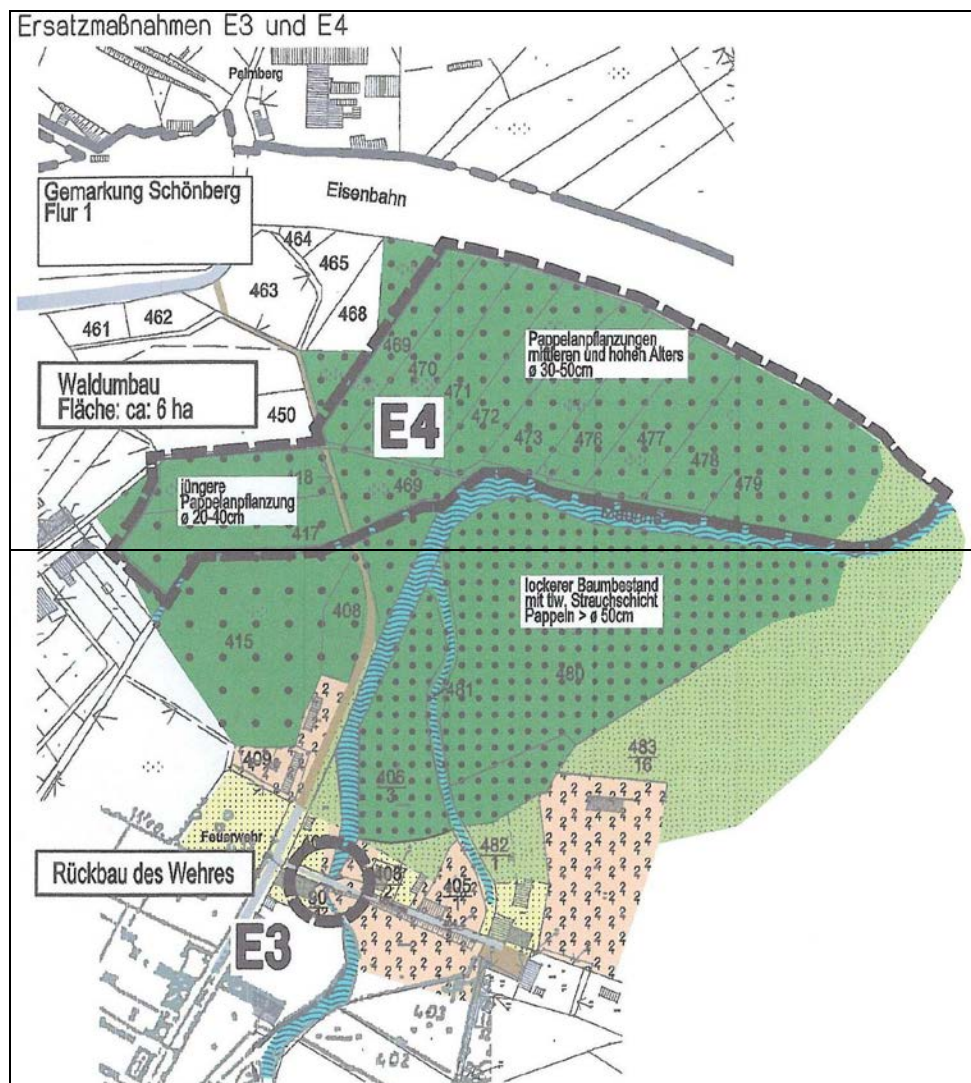 Ersatzmaßnahmen E3 und E4
Palmberg
Gemarkung Schönberg
Flur 1
Eisenbahn
464
465
463
468
461
462
469
470
471
472
473
476
477
478
479
Pappelanpflanzungen
mittleren und hohen Alters
ø 30-50cm
Waldumbau
Fläche: ca: 6 ha
450
E4
jüngere
Pappelanpflanzung
ø 20-40cm
418
469
417
lockerer Baumbestand
mit tlw. Strauchschicht
Pappeln > ø 50cm
415
408
480
481
483
16
409
406
3
Feuerwehr
482
1
Rückbau des Wehres
408
2
405
1
90
E3
403
402